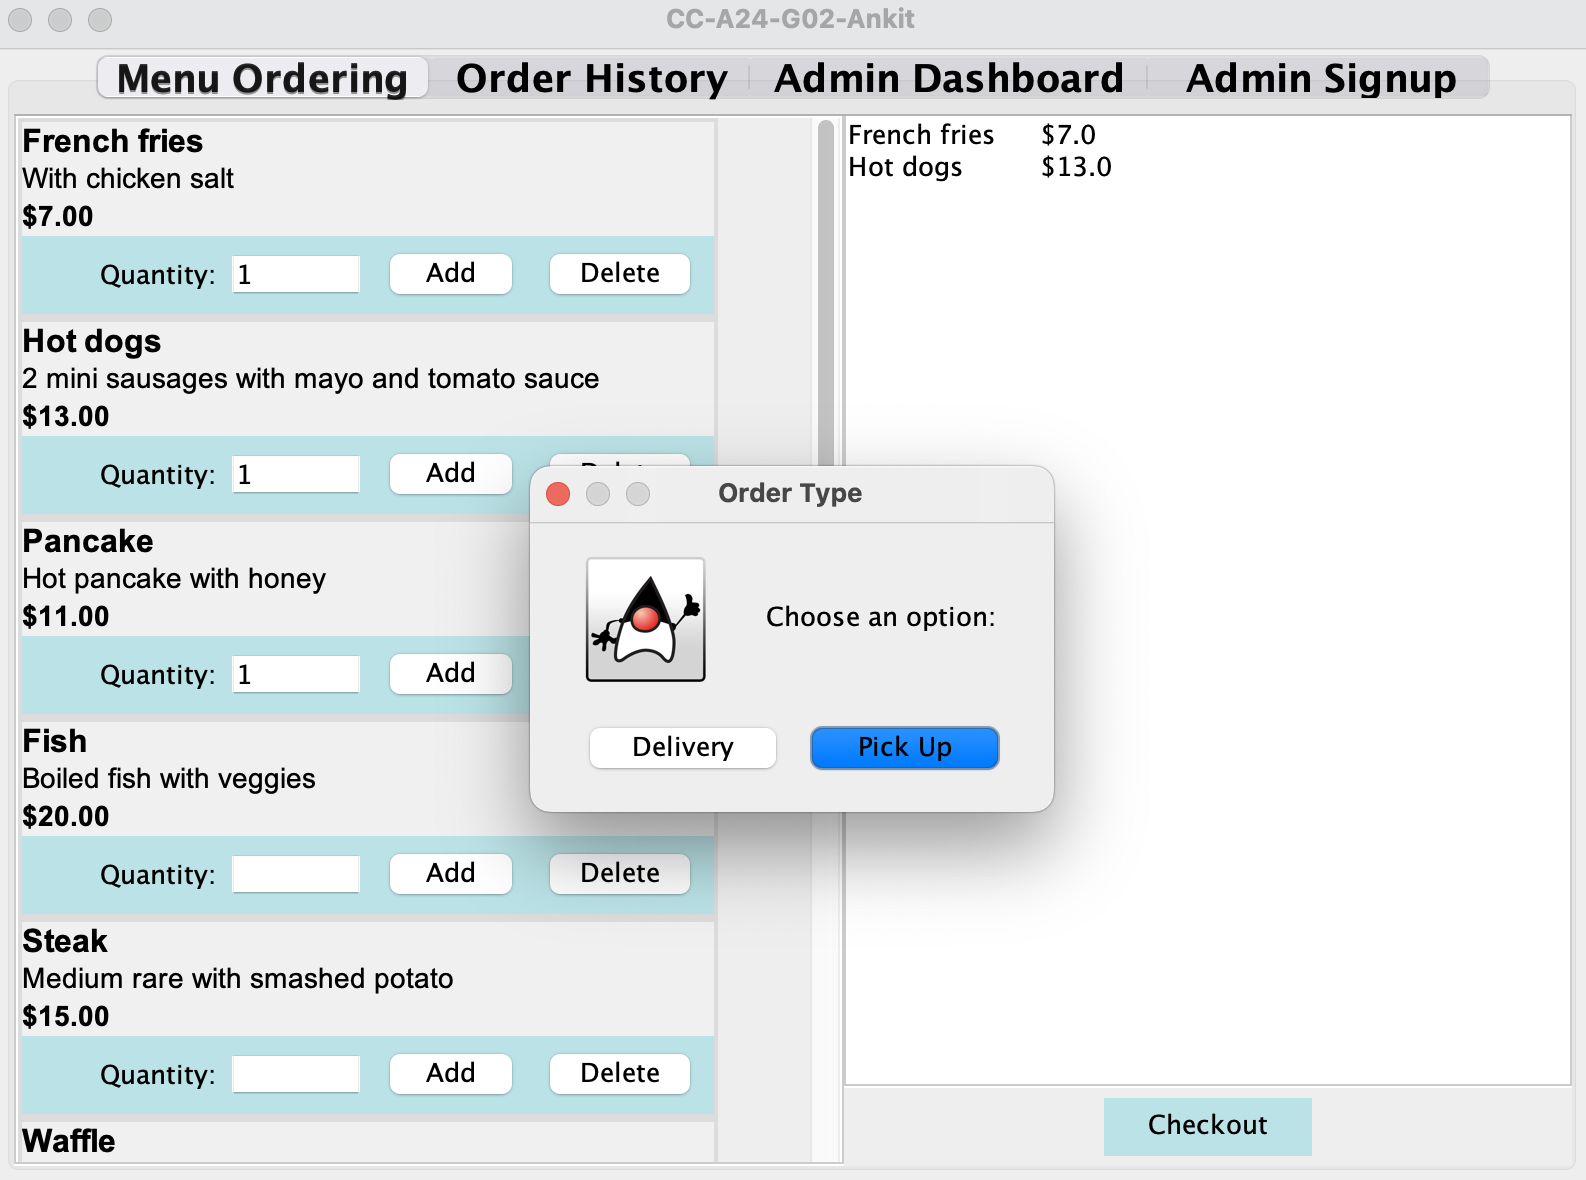 CC-A24-G02-Ankit
Menu Ordering Order History Admin Dashboard Admin Signup
French fries
With chicken salt
$7.00
Quantity: 1 Add Delete
Hot dogs
2 mini sausages with mayo and tomato sauce
$13.00
Quantity: 1 Add
Pancake
Hot pancake with honey
$11.00
Quantity: 1 Add
Fish
Boiled fish with veggies
$20.00
Quantity: Add Delete
Steak
Medium rare with smashed potato
$15.00
Quantity: Add Delete
Waffle
French fries $7.0
Hot dogs $13.0
Checkout
Order Type
Choose an option:
Delivery Pick Up